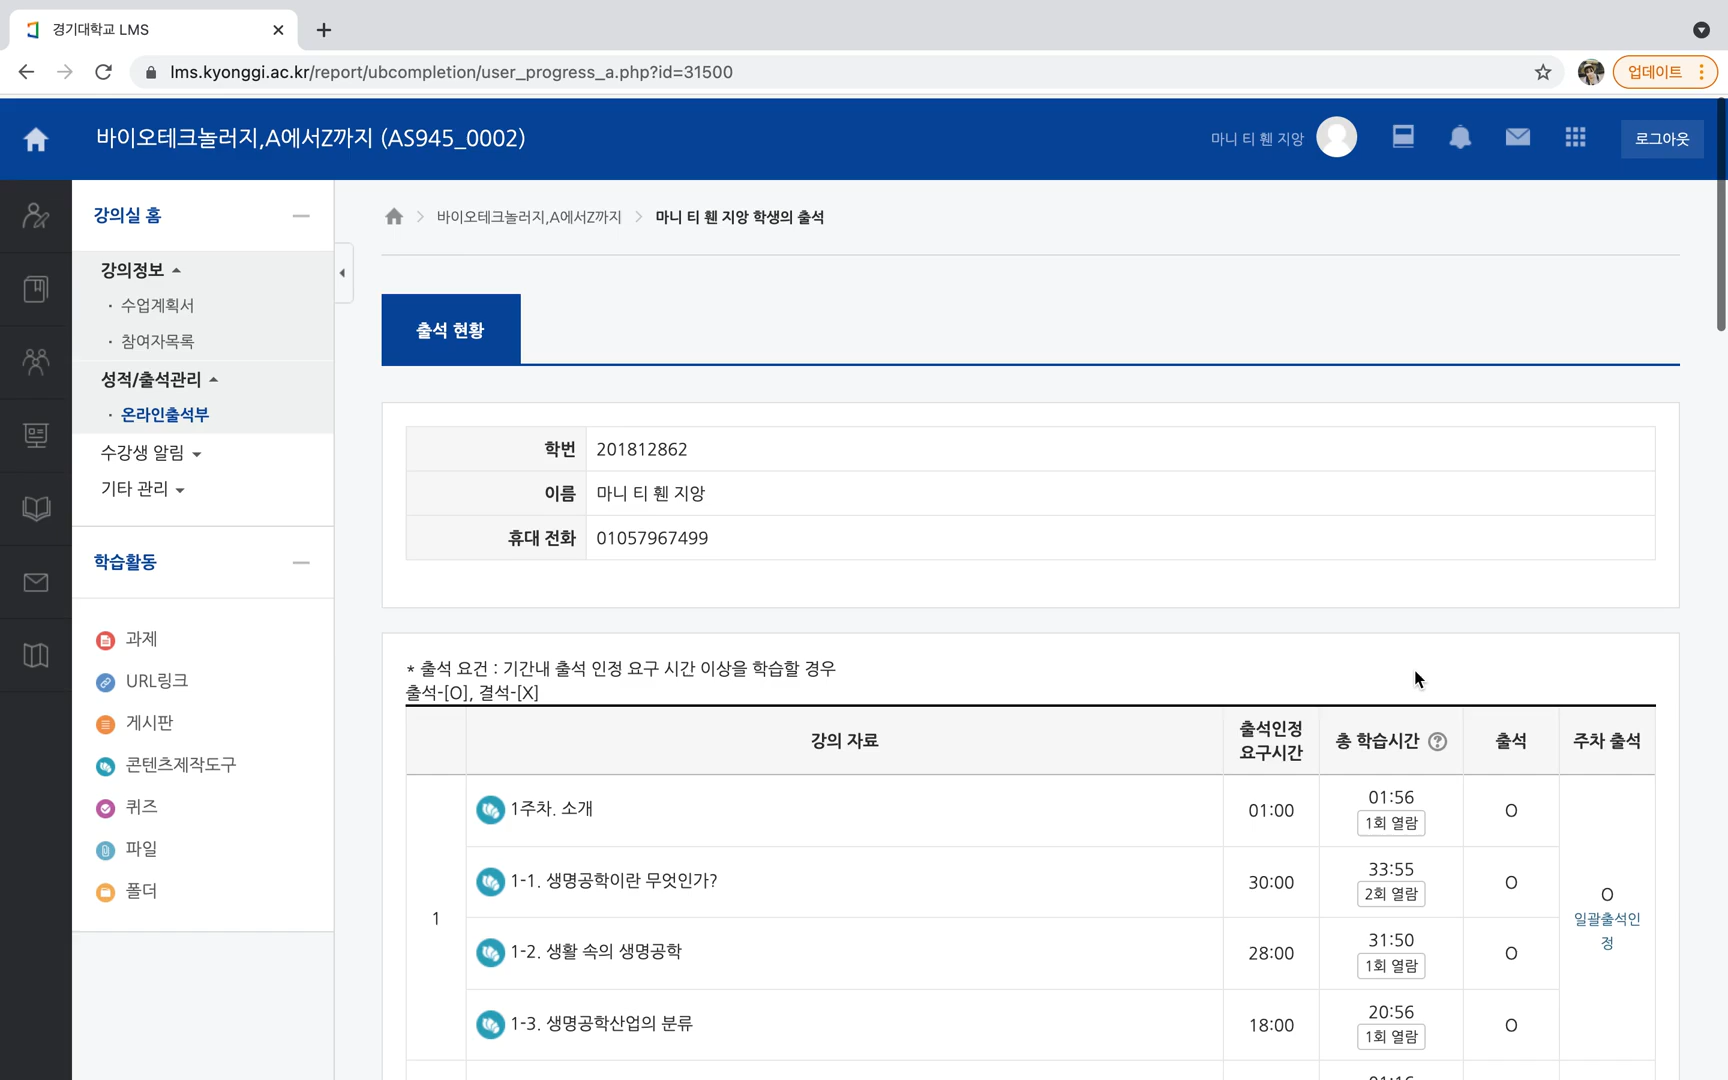 경기대학교 LMS
lms.kyonggi.ac.kr/report/ubcompletion/user_progress_a.php?id=31500
업데이트
바이오테크놀러지,A에서Z까지 (AS945_0002)
마니 티 휀 지앙
로그아웃
강의실 홈
강의정보
수업계획서
참여자목록
성적/출석관리
온라인출석부
수강생 알림
기타 관리
학습활동
과제
URL링크
게시판
콘텐츠제작도구
퀴즈
파일
폴더
바이오테크놀러지,A에서Z까지
마니 티 휀 지앙 학생의 출석
출석 현황
학번 201812862
이름 마니 티 휀 지앙
휴대 전화 01057967499
* 출석 요건 : 기간내 출석 인정 요구 시간 이상을 학습할 경우
출석-[O], 결석-[X]
강의 자료 출석인정 요구시간 총 학습시간 ? 출석 주차 출석
1
1주차. 소개 01:00 01:56 1회 열람 O
1-1. 생명공학이란 무엇인가? 30:00 33:55 2회 열람 O
1-2. 생활 속의 생명공학 28:00 31:50 1회 열람 O
1-3. 생명공학산업의 분류 18:00 20:56 1회 열람 O
O
일괄출석인
정